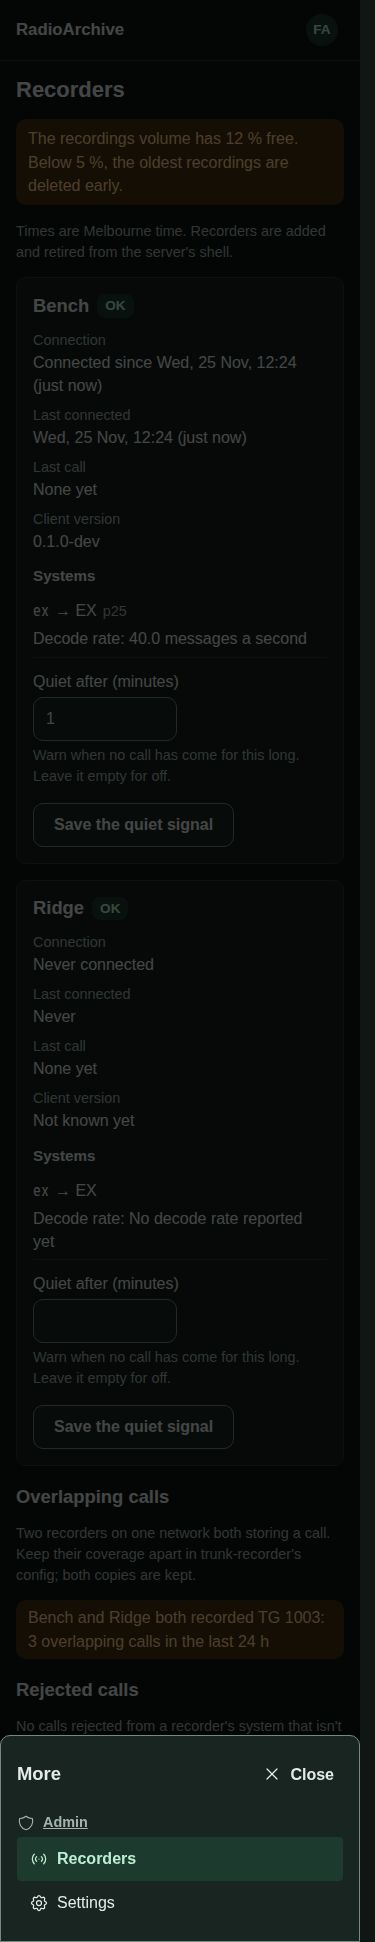 RadioArchive
FA
Recorders
The recordings volume has 12 % free.
Below 5 %, the oldest recordings are
deleted early.
Times are Melbourne time. Recorders are added
and retired from the server's shell.
Bench OK
Connection
Connected since Wed, 25 Nov, 12:24
(just now)
Last connected
Wed, 25 Nov, 12:24 (just now)
Last call
None yet
Client version
0.1.0-dev
Systems
ex → EX p25
Decode rate: 40.0 messages a second
Quiet after (minutes)
1
Warn when no call has come for this long.
Leave it empty for off.
Save the quiet signal
Ridge OK
Connection
Never connected
Last connected
Never
Last call
None yet
Client version
Not known yet
Systems
ex → EX
Decode rate: No decode rate reported
yet
Quiet after (minutes)
Warn when no call has come for this long.
Leave it empty for off.
Save the quiet signal
Overlapping calls
Two recorders on one network both storing a call.
Keep their coverage apart in trunk-recorder's
config; both copies are kept.
Bench and Ridge both recorded TG 1003:
3 overlapping calls in the last 24 h
Rejected calls
No calls rejected from a recorder's system that isn't
More
Close
Admin
Recorders
Settings